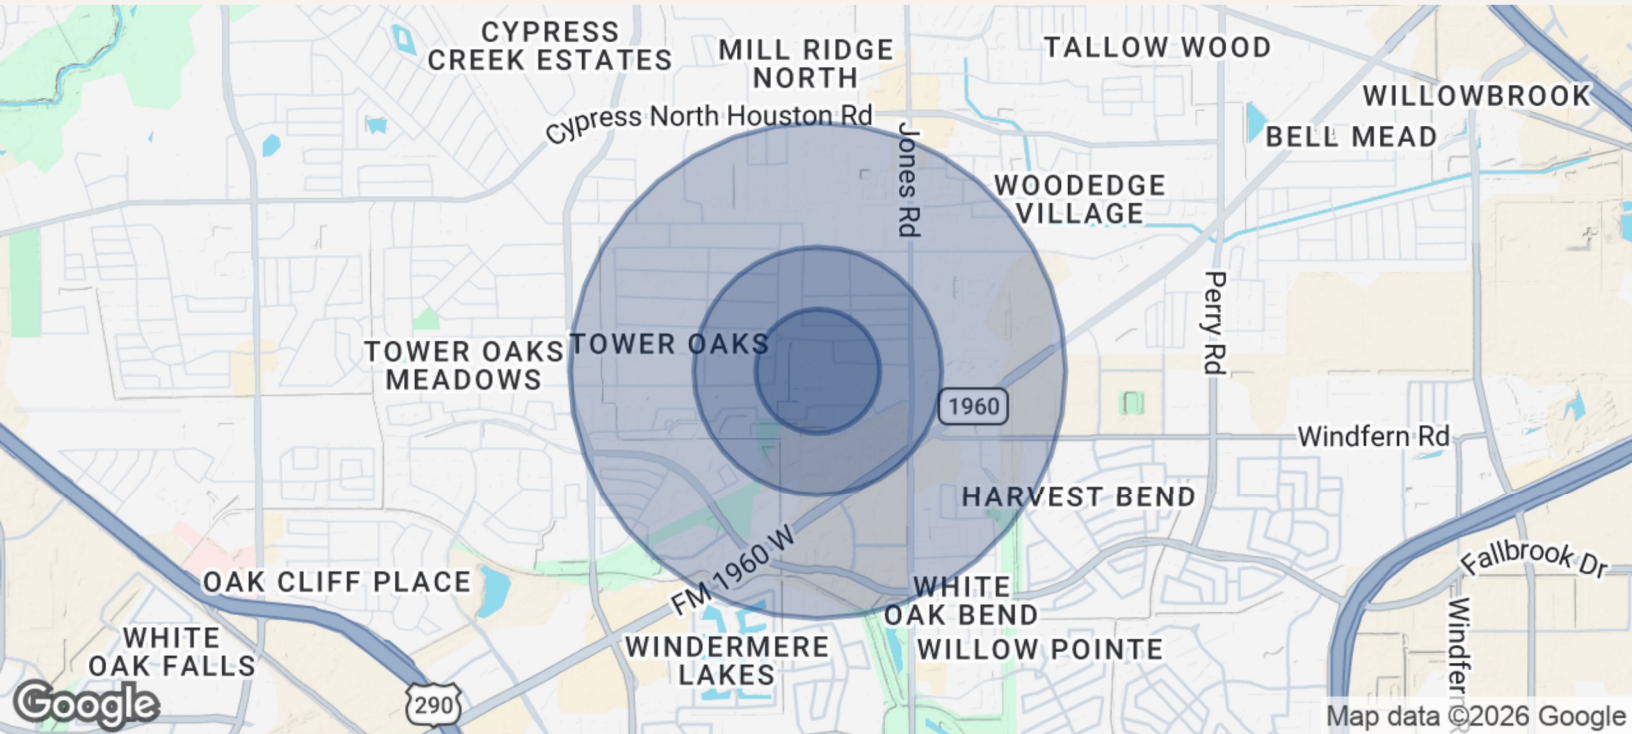 CYPRESS
CREEK ESTATES
MILL RIDGE
NORTH
TALLOW WOOD
WILLOWBROOK
BELL MEAD
Cypress North Houston Rd
Jones Rd
WOODEDGE
VILLAGE
Perry Rd
TOWER OAKS
MEADOWS
TOWER OAKS
1960
Windfern Rd
HARVEST BEND
FM 1960 W
Fallbrook Dr
OAK CLIFF PLACE
WHITE
OAK BEND
WHITE
OAK FALLS
WINDERMERE
LAKES
WILLOW POINTE
Windfern R
290
Google
Map data ©2026 Google